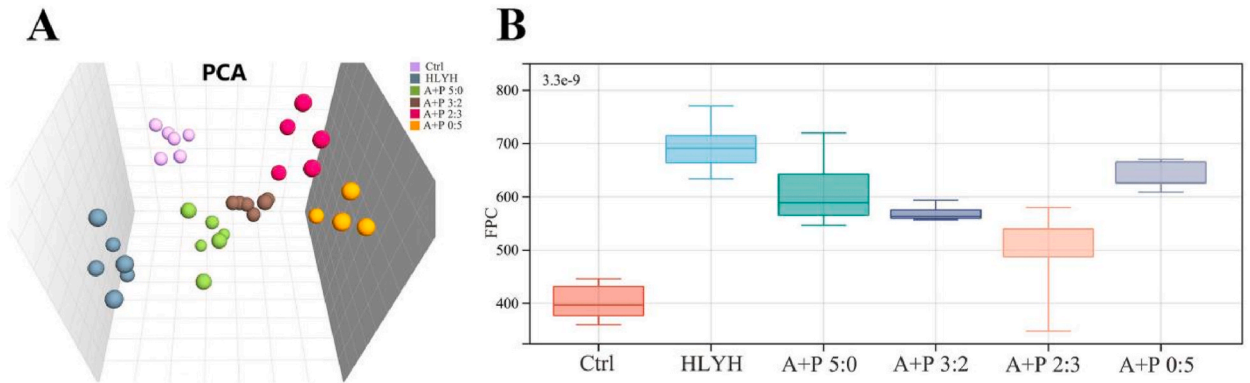 A
PCA
Ctrl
HLYH
A+P 5:0
A+P 3:2
A+P 2:3
A+P 0:5
B
3.3e-9
800
700
600
500
400
FPC
Ctrl HLYH A+P 5:0 A+P 3:2 A+P 2:3 A+P 0:5